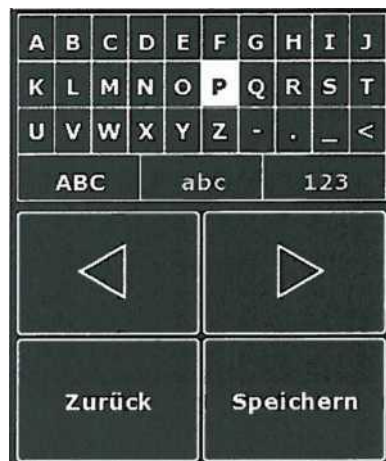 A B C D E F G H I J
K L M N O P Q R S T
U V W X Y Z - . _ <
ABC abc 123
Zurück Speichern